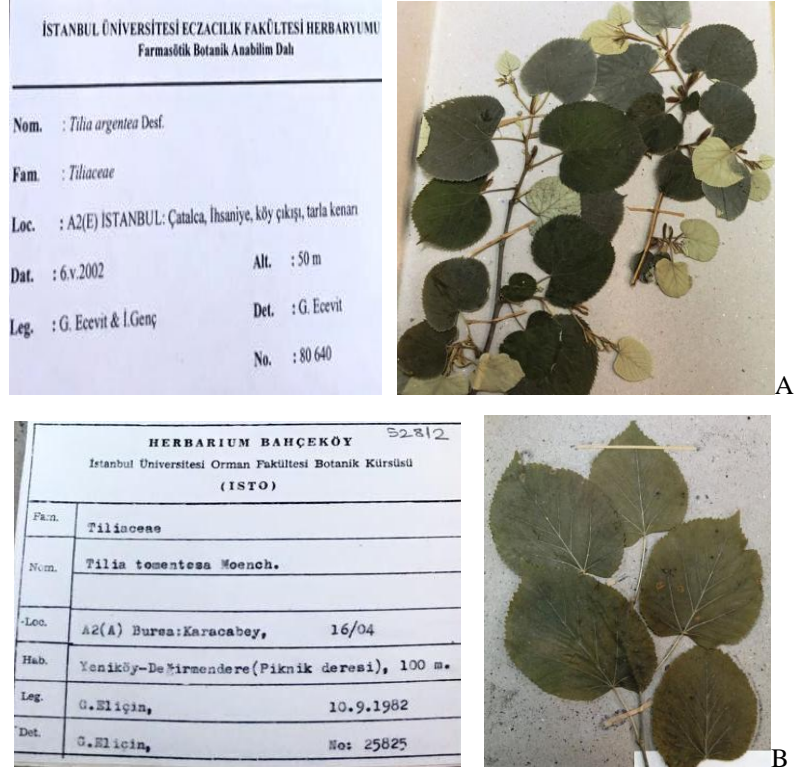 İSTANBUL ÜNİVERSİTESİ ECZACILIK FAKÜLTESİ HERBARYUMU
Farmasötik Botanik Anabilim Dalı
Nom. : Tilia argentea Desf.
Fam. : Tiliaceae
Loc. : A2(E) İSTANBUL: Çatalca, İhsaniye, köy çıkışı, tarla kenarı
Dat. : 6.v.2002 Alt. : 50 m
Leg. : G. Ecevit & İ.Genç Det. : G. Ecevit
No. : 80 640
A
52812
HERBARIUM BAHÇEKÖY
İstanbul Üniversitesi Orman Fakültesi Botanik Kürsüsü
(ISTO)
Fam. Tiliaceae
Nom. Tilia tomentosa Moench.
Loc. A2(A) Bursa:Karacabey, 16/04
Hab. Yeniköy-Değirmendere(Piknik deresi), 100 m.
Leg. G.Eliçin, 10.9.1982
Det. G.Eliçin, No: 25825
B